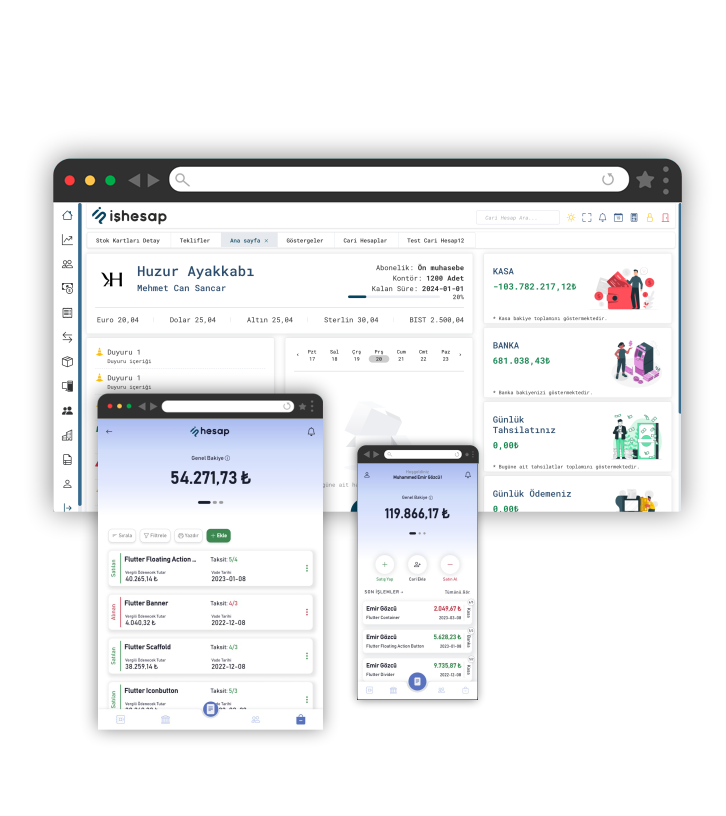 ishesap
Cari Hesap Ara...
Stok Kartları Detay
Teklifler
Ana sayfa ×
Göstergeler
Cari Hesaplar
Test Cari Hesap12
Huzur Ayakkabı
Mehmet Can Sancar
Abonelik: Ön muhasebe
Kontör: 1200 Adet
Kalan Süre: 2024-01-01
20%
Euro 20,04
Dolar 25,04
Altın 25,04
Sterlin 30,04
BIST 2.500,04
Duyuru 1
Duyuru içeriği
Duyuru 1
Duyuru içeriği
Pzt Sal Çrş Prş Cum Cmt Paz
17 18 19 20 21 22 23
KASA
-103.782.217,12₺
* Kasa bakiye toplamını göstermektedir.
BANKA
681.038,43₺
* Banka bakiyenizi göstermektedir.
Günlük
Tahsilatınız
0,00₺
* Bugüne ait tahsilatlar toplamını göstermektedir.
Günlük Ödemeniz
0,00₺
hesap
Genel Bakiye
54.271,73 ₺
Sırala
Filtrele
Yazdır
+ Ekle
Satılan
Flutter Floating Action ...
Taksit: 5/4
Vergili Ödenecek Tutar
Vade Tarihi
40.265,14 ₺
2023-01-08
Alınan
Flutter Banner
Taksit: 4/3
Vergili Ödenecek Tutar
Vade Tarihi
4.040,32 ₺
2022-12-08
Satılan
Flutter Scaffold
Taksit: 4/3
Vergili Ödenecek Tutar
Vade Tarihi
38.259,14 ₺
2022-12-08
Satılan
Flutter Iconbutton
Taksit: 5/3
Vergili Ödenecek Tutar
Vade Tarihi
Hoşgeldiniz
Muhammed Emir Gözcü1
Genel Bakiye
119.866,17 ₺
Satış Yap
Cari Ekle
Satın Al
SON İŞLEMLER
Tümünü Gör
Emir Gözcü
2.049,67 ₺
Flutter Container
2023-03-08
Kasa
Emir Gözcü
5.628,23 ₺
Flutter Floating Action Button
2023-01-08
Banka
Emir Gözcü
9.735,87 ₺
Flutter Divider
2022-12-08
Kasa